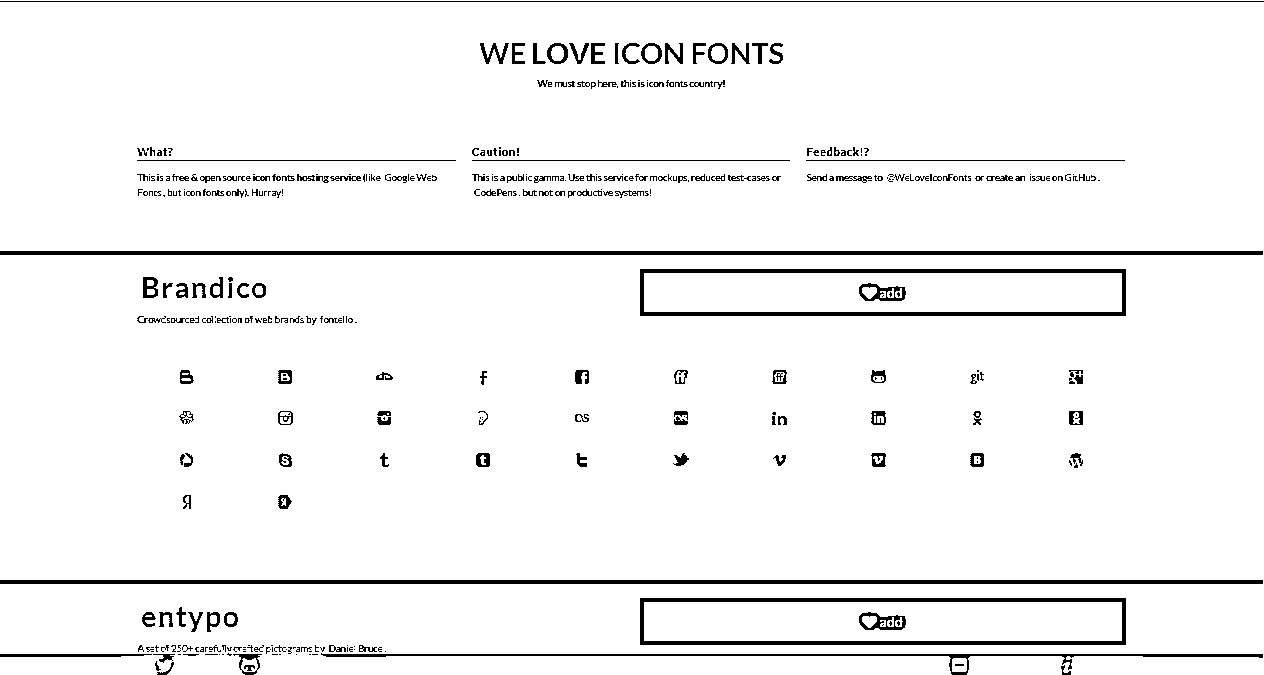 WE LOVE ICON FONTS
We must stop here, this is icon fonts country!
What?
This is a free & open source icon fonts hosting service (like Google Web
Fonts, but icon fonts only). Hurray!
Caution!
This is a public gamma. Use this service for mockups, reduced test-cases or
CodePens, but not on productive systems!
Feedback!?
Send a message to @WeLoveIconFonts or create an issue on GitHub.
Brandico
add
Crowdsourced collection of web brands by fontello.
entypo
add
A set of 250+ carefully crafted pictograms by Daniel Bruce.